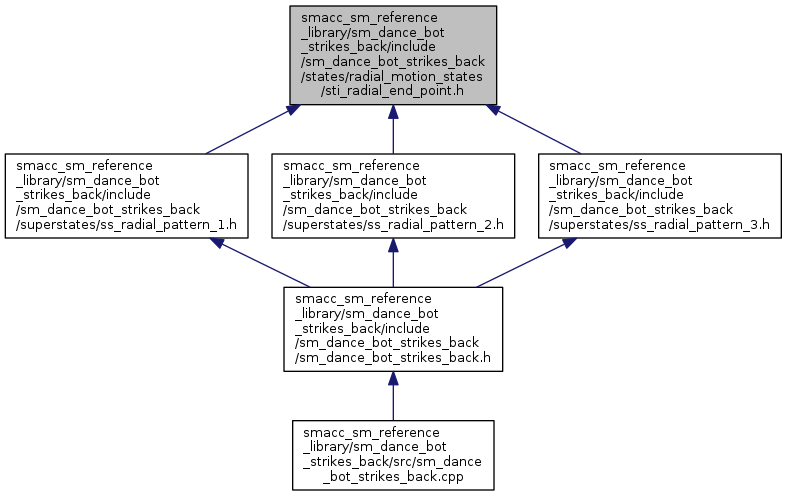 smacc_sm_reference
_library/sm_dance_bot
_strikes_back/include
/sm_dance_bot_strikes_back
/states/radial_motion_states
/sti_radial_end_point.h
smacc_sm_reference
_library/sm_dance_bot
_strikes_back/include
/sm_dance_bot_strikes_back
/superstates/ss_radial_pattern_1.h
smacc_sm_reference
_library/sm_dance_bot
_strikes_back/include
/sm_dance_bot_strikes_back
/superstates/ss_radial_pattern_2.h
smacc_sm_reference
_library/sm_dance_bot
_strikes_back/include
/sm_dance_bot_strikes_back
/superstates/ss_radial_pattern_3.h
smacc_sm_reference
_library/sm_dance_bot
_strikes_back/include
/sm_dance_bot_strikes_back
/sm_dance_bot_strikes_back.h
smacc_sm_reference
_library/sm_dance_bot
_strikes_back/src/sm_dance
_bot_strikes_back.cpp